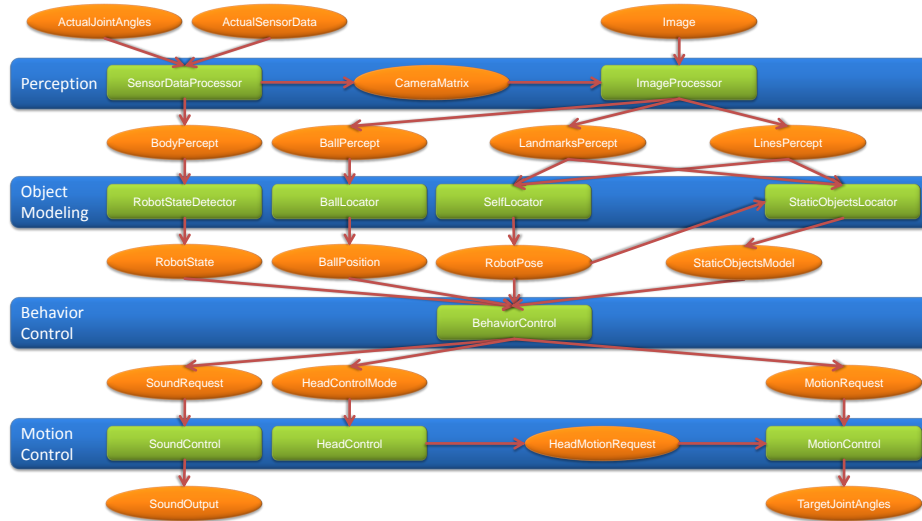 ActualJointAngles
ActualSensorData
Image
Perception
SensorDataProcessor
CameraMatrix
ImageProcessor
BodyPercept
BallPercept
LandmarksPercept
LinesPercept
Object
Modeling
RobotStateDetector
BallLocator
SelfLocator
StaticObjectsLocator
RobotState
BallPosition
RobotPose
StaticObjectsModel
Behavior
Control
BehaviorControl
SoundRequest
HeadControlMode
MotionRequest
Motion
Control
SoundControl
HeadControl
HeadMotionRequest
MotionControl
SoundOutput
TargetJointAngles